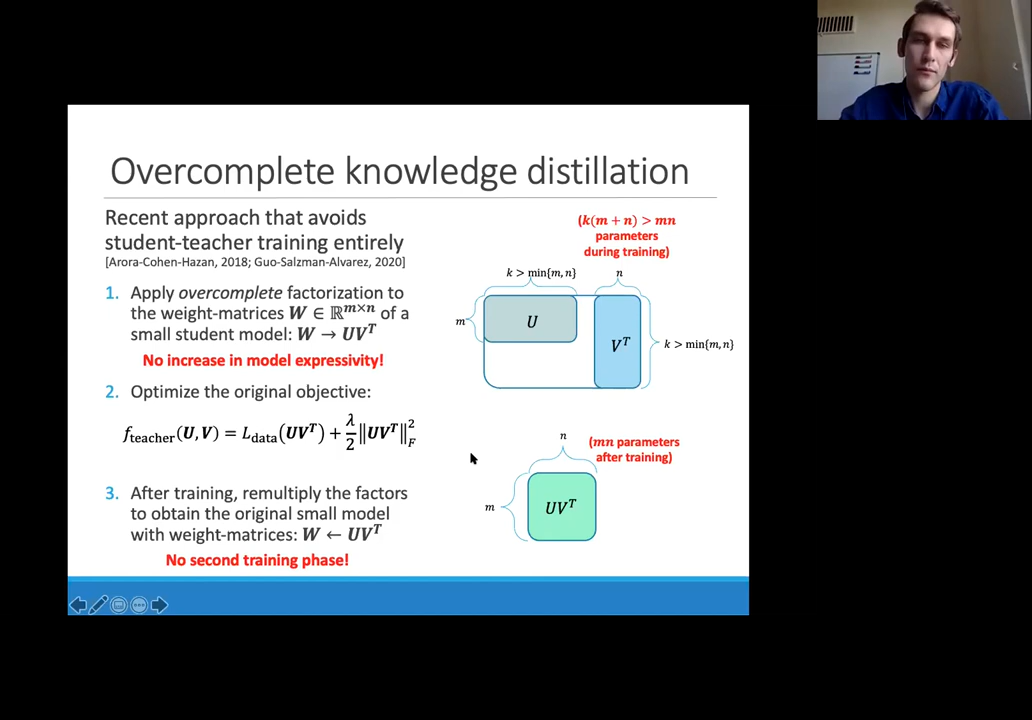 Overcomplete knowledge distillation
Recent approach that avoids
student-teacher training entirely
[Arora-Cohen-Hazan, 2018; Guo-Salzman-Alvarez, 2020]
1. Apply overcomplete factorization to
the weight-matrices W ∈ ℝ^{m×n} of a
small student model: W → UV^T
No increase in model expressivity!
2. Optimize the original objective:
f_teacher(U, V) = L_data(UV^T) + λ/2 ‖UV^T‖_F^2
3. After training, remultiply the factors
to obtain the original small model
with weight-matrices: W ← UV^T
No second training phase!
(k(m + n) > mn
parameters
during training)
k > min{m, n}
n
m
U
V^T
k > min{m, n}
n
(mn parameters
after training)
m
UV^T